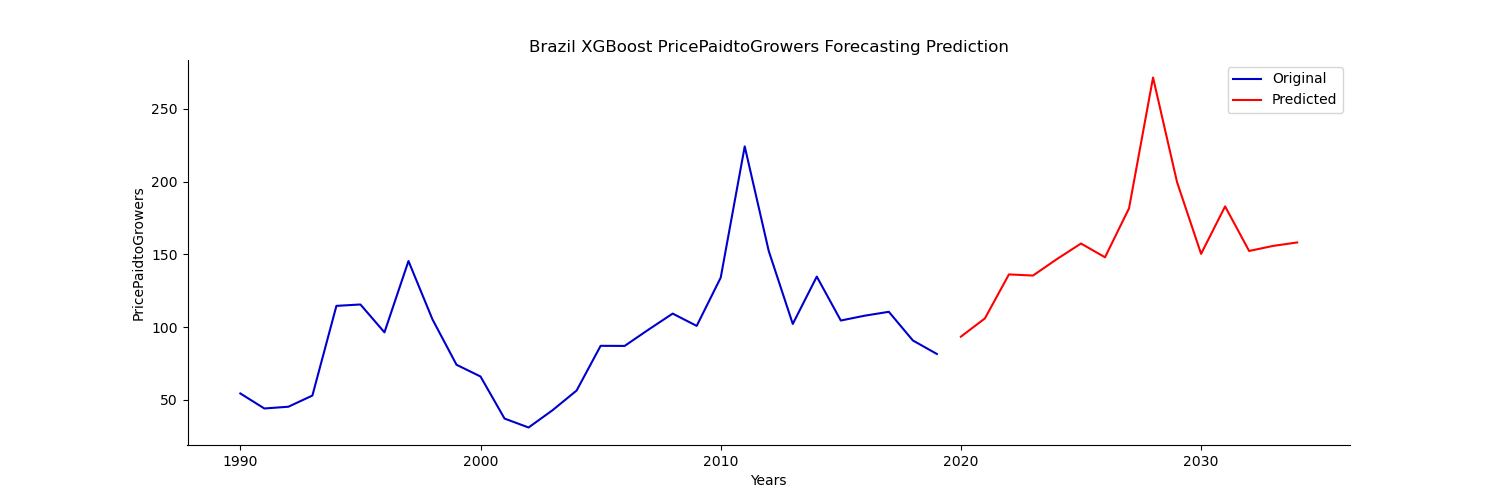 Brazil XGBoost PricePaidtoGrowers Forecasting Prediction
Original
Predicted
PricePaidtoGrowers
250
200
150
100
50
1990 2000 2010 2020 2030
Years